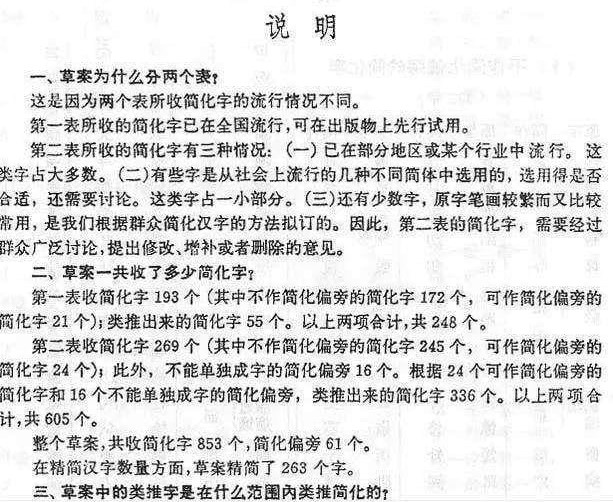 说 明
一、草案为什么分两个表?
这是因为两个表所收简化字的流行情况不同。
第一表所收的简化字已在全国流行,可在出版物上先行试用。
第二表所收的简化字有三种情况:(一)已在部分地区或某个行业中流行。这
类字占大多数。(二)有些字是从社会上流行的几种不同简体中选用的,选用得是否
合适,还需要讨论。这类字占一小部分。(三)还有少数字,原字笔画较繁而又比较
常用,是我们根据群众简化汉字的方法拟订的。因此,第二表的简化字,需要经过
群众广泛讨论,提出修改、增补或者删除的意见。
二、草案一共收了多少简化字?
第一表收简化字 193 个(其中不作简化偏旁的简化字 172 个,可作简化偏旁的
简化字 21 个);类推出来的简化字 55 个。以上两项合计,共 248 个。
第二表收简化字 269 个(其中不作简化偏旁的简化字 245 个,可作简化偏旁的
简化字 24 个);此外,不能单独成字的简化偏旁 16 个。根据 24 个可作简化偏旁的
简化字和 16 个不能单独成字的简化偏旁,类推出来的简化字 336 个。以上两项合
计,共 605 个。
整个草案,共收简化字 853 个,简化偏旁 61 个。
在精简汉字数量方面,草案精简了 263 个字。
三、草案中的类推字是在什么范围内类推简化的?